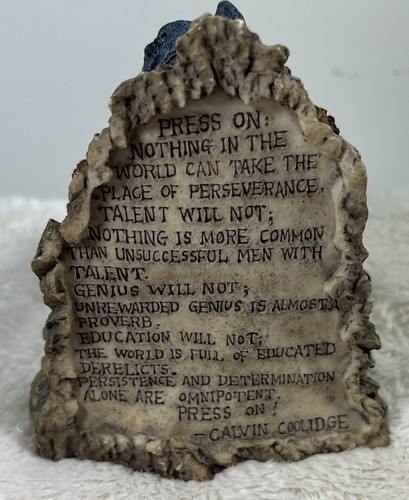 PRESS ON:
NOTHING IN THE
WORLD CAN TAKE THE
PLACE OF PERSEVERANCE.
TALENT WILL NOT;
NOTHING IS MORE COMMON
THAN UNSUCCESSFUL MEN WITH
TALENT.
GENIUS WILL NOT;
UNREWARDED GENIUS IS ALMOST A
PROVERB.
EDUCATION WILL NOT;
THE WORLD IS FULL OF EDUCATED
DERELICTS.
PERSISTENCE AND DETERMINATION
ALONE ARE OMNIPOTENT.
PRESS ON!
- CALVIN COOLIDGE